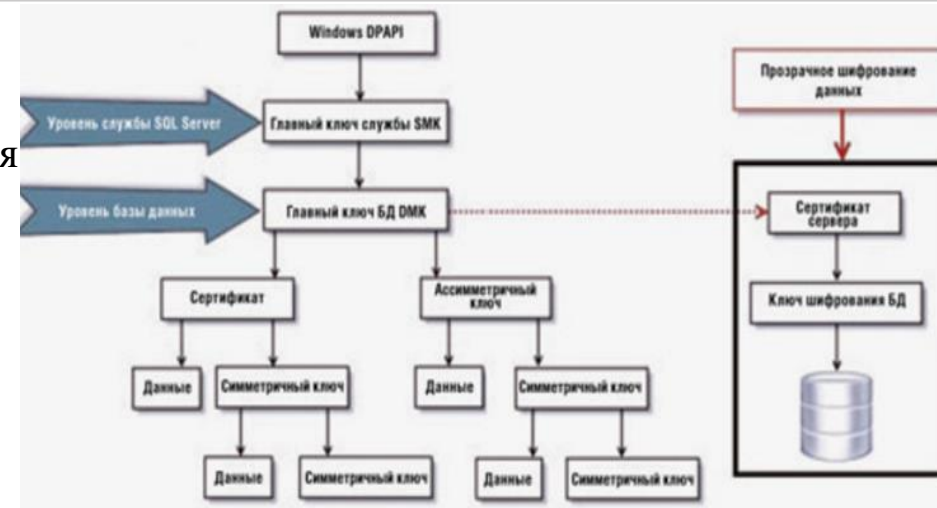 Windows DPAPI
Прозрачное шифрование
данных
Уровень службы SQL Server
Главный ключ службы SMK
я
Уровень базы данных
Главный ключ БД DMK
Сертификат
сервера
Сертификат
Ассимметричный
ключ
Ключ шифрования БД
Данные
Симметричный ключ
Данные
Симметричный ключ
Данные
Симметричный ключ
Данные
Симметричный ключ